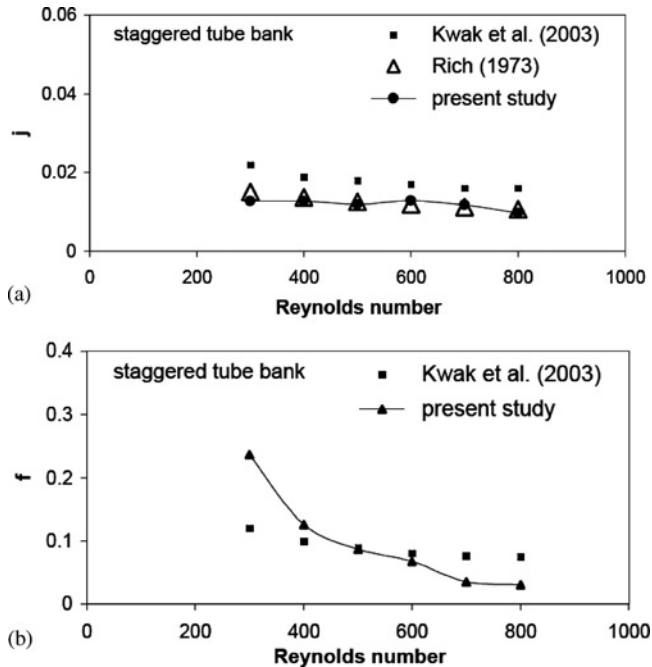 staggered tube bank
Kwak et al. (2003)
Rich (1973)
present study
j
0.06
0.04
0.02
0
0 200 400 600 800 1000
Reynolds number
(a)
staggered tube bank
Kwak et al. (2003)
present study
f
0.4
0.3
0.2
0.1
0
0 200 400 600 800 1000
Reynolds number
(b)